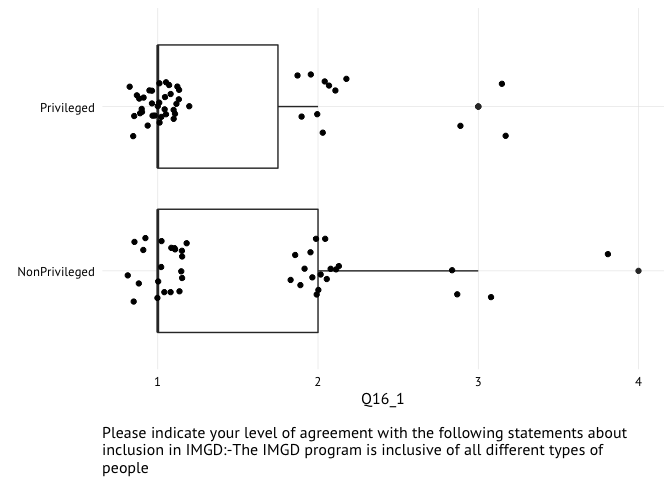 Privileged
NonPrivileged
1 2 3 4
Q16_1
Please indicate your level of agreement with the following statements about
inclusion in IMGD:-The IMGD program is inclusive of all different types of
people